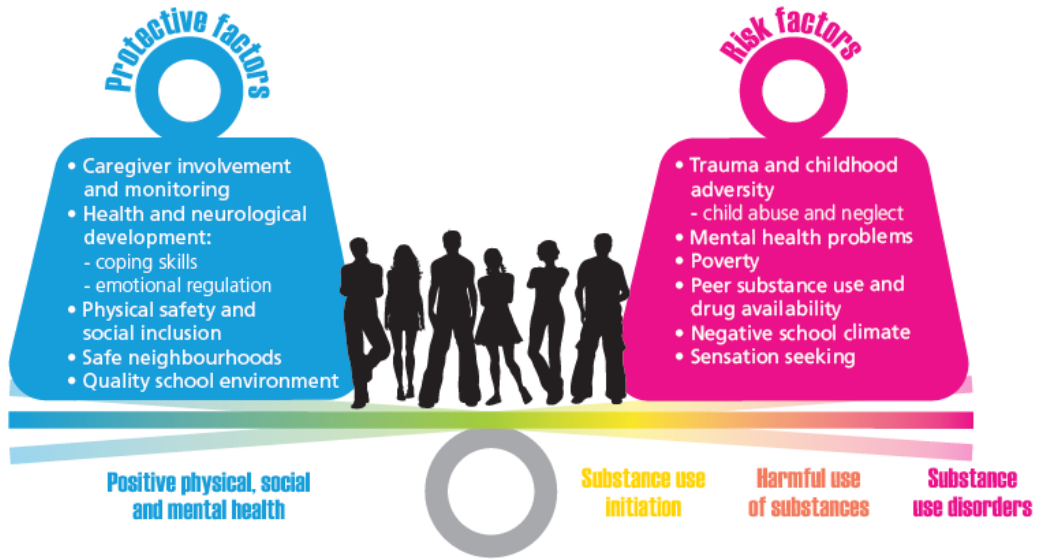 Protective factors
• Caregiver involvement
and monitoring
• Health and neurological
development:
- coping skills
- emotional regulation
• Physical safety and
social inclusion
• Safe neighbourhoods
• Quality school environment
Risk factors
• Trauma and childhood
adversity
- child abuse and neglect
• Mental health problems
• Poverty
• Peer substance use and
drug availability
• Negative school climate
• Sensation seeking
Positive physical, social
and mental health
Substance use
initiation
Harmful use
of substances
Substance
use disorders